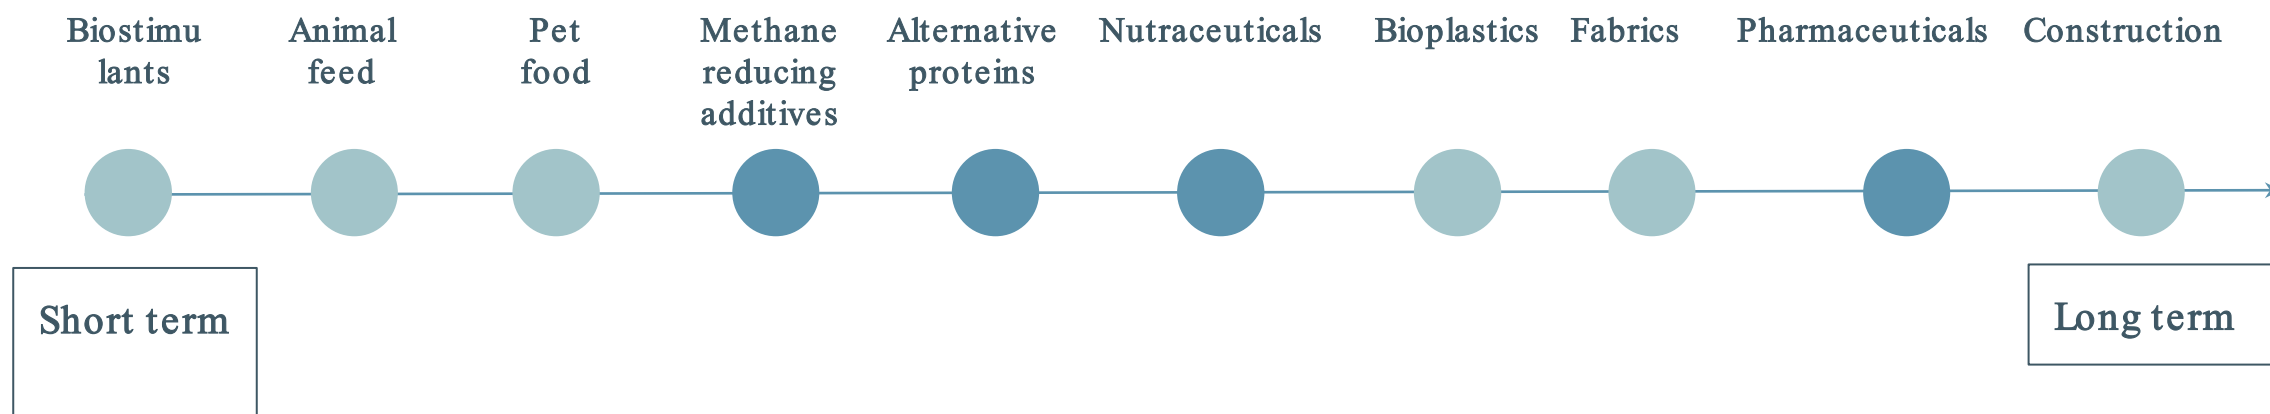 Biostimu
lants
Animal
feed
Pet
food
Methane
reducing
additives
Alternative
proteins
Nutraceuticals
Bioplastics
Fabrics
Pharmaceuticals
Construction
Short term
Long term